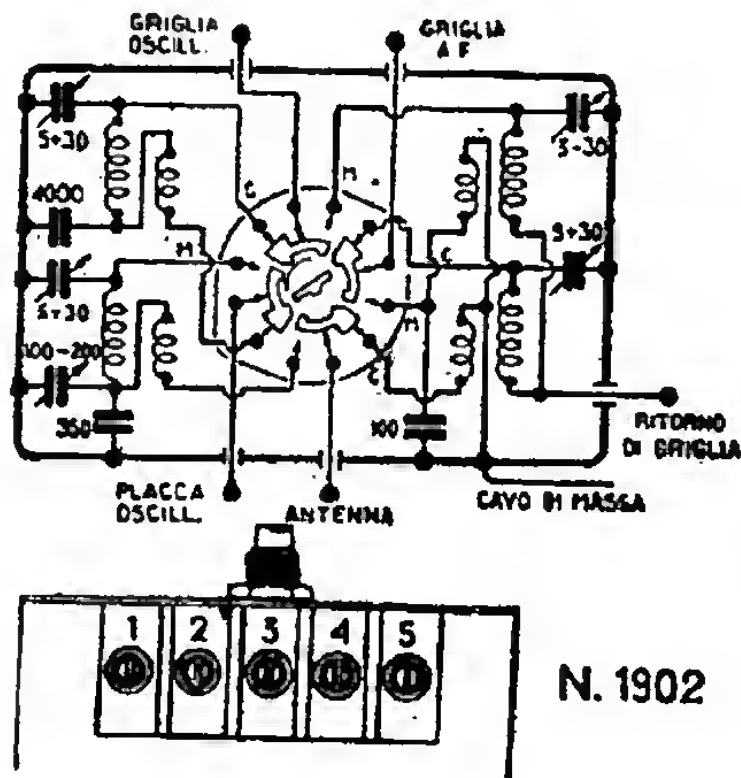 GRIGLIA
OSCILL.
GRIGLIA
A F
5+30
5-30
4000
M
C
5+30
C
M
5+30
M
100-200
C
350
100
RITORNO
DI GRIGLIA
PLACCA
OSCILL.
ANTENNA
CAVO DI MASSA
1 2 3 4 5
N. 1902